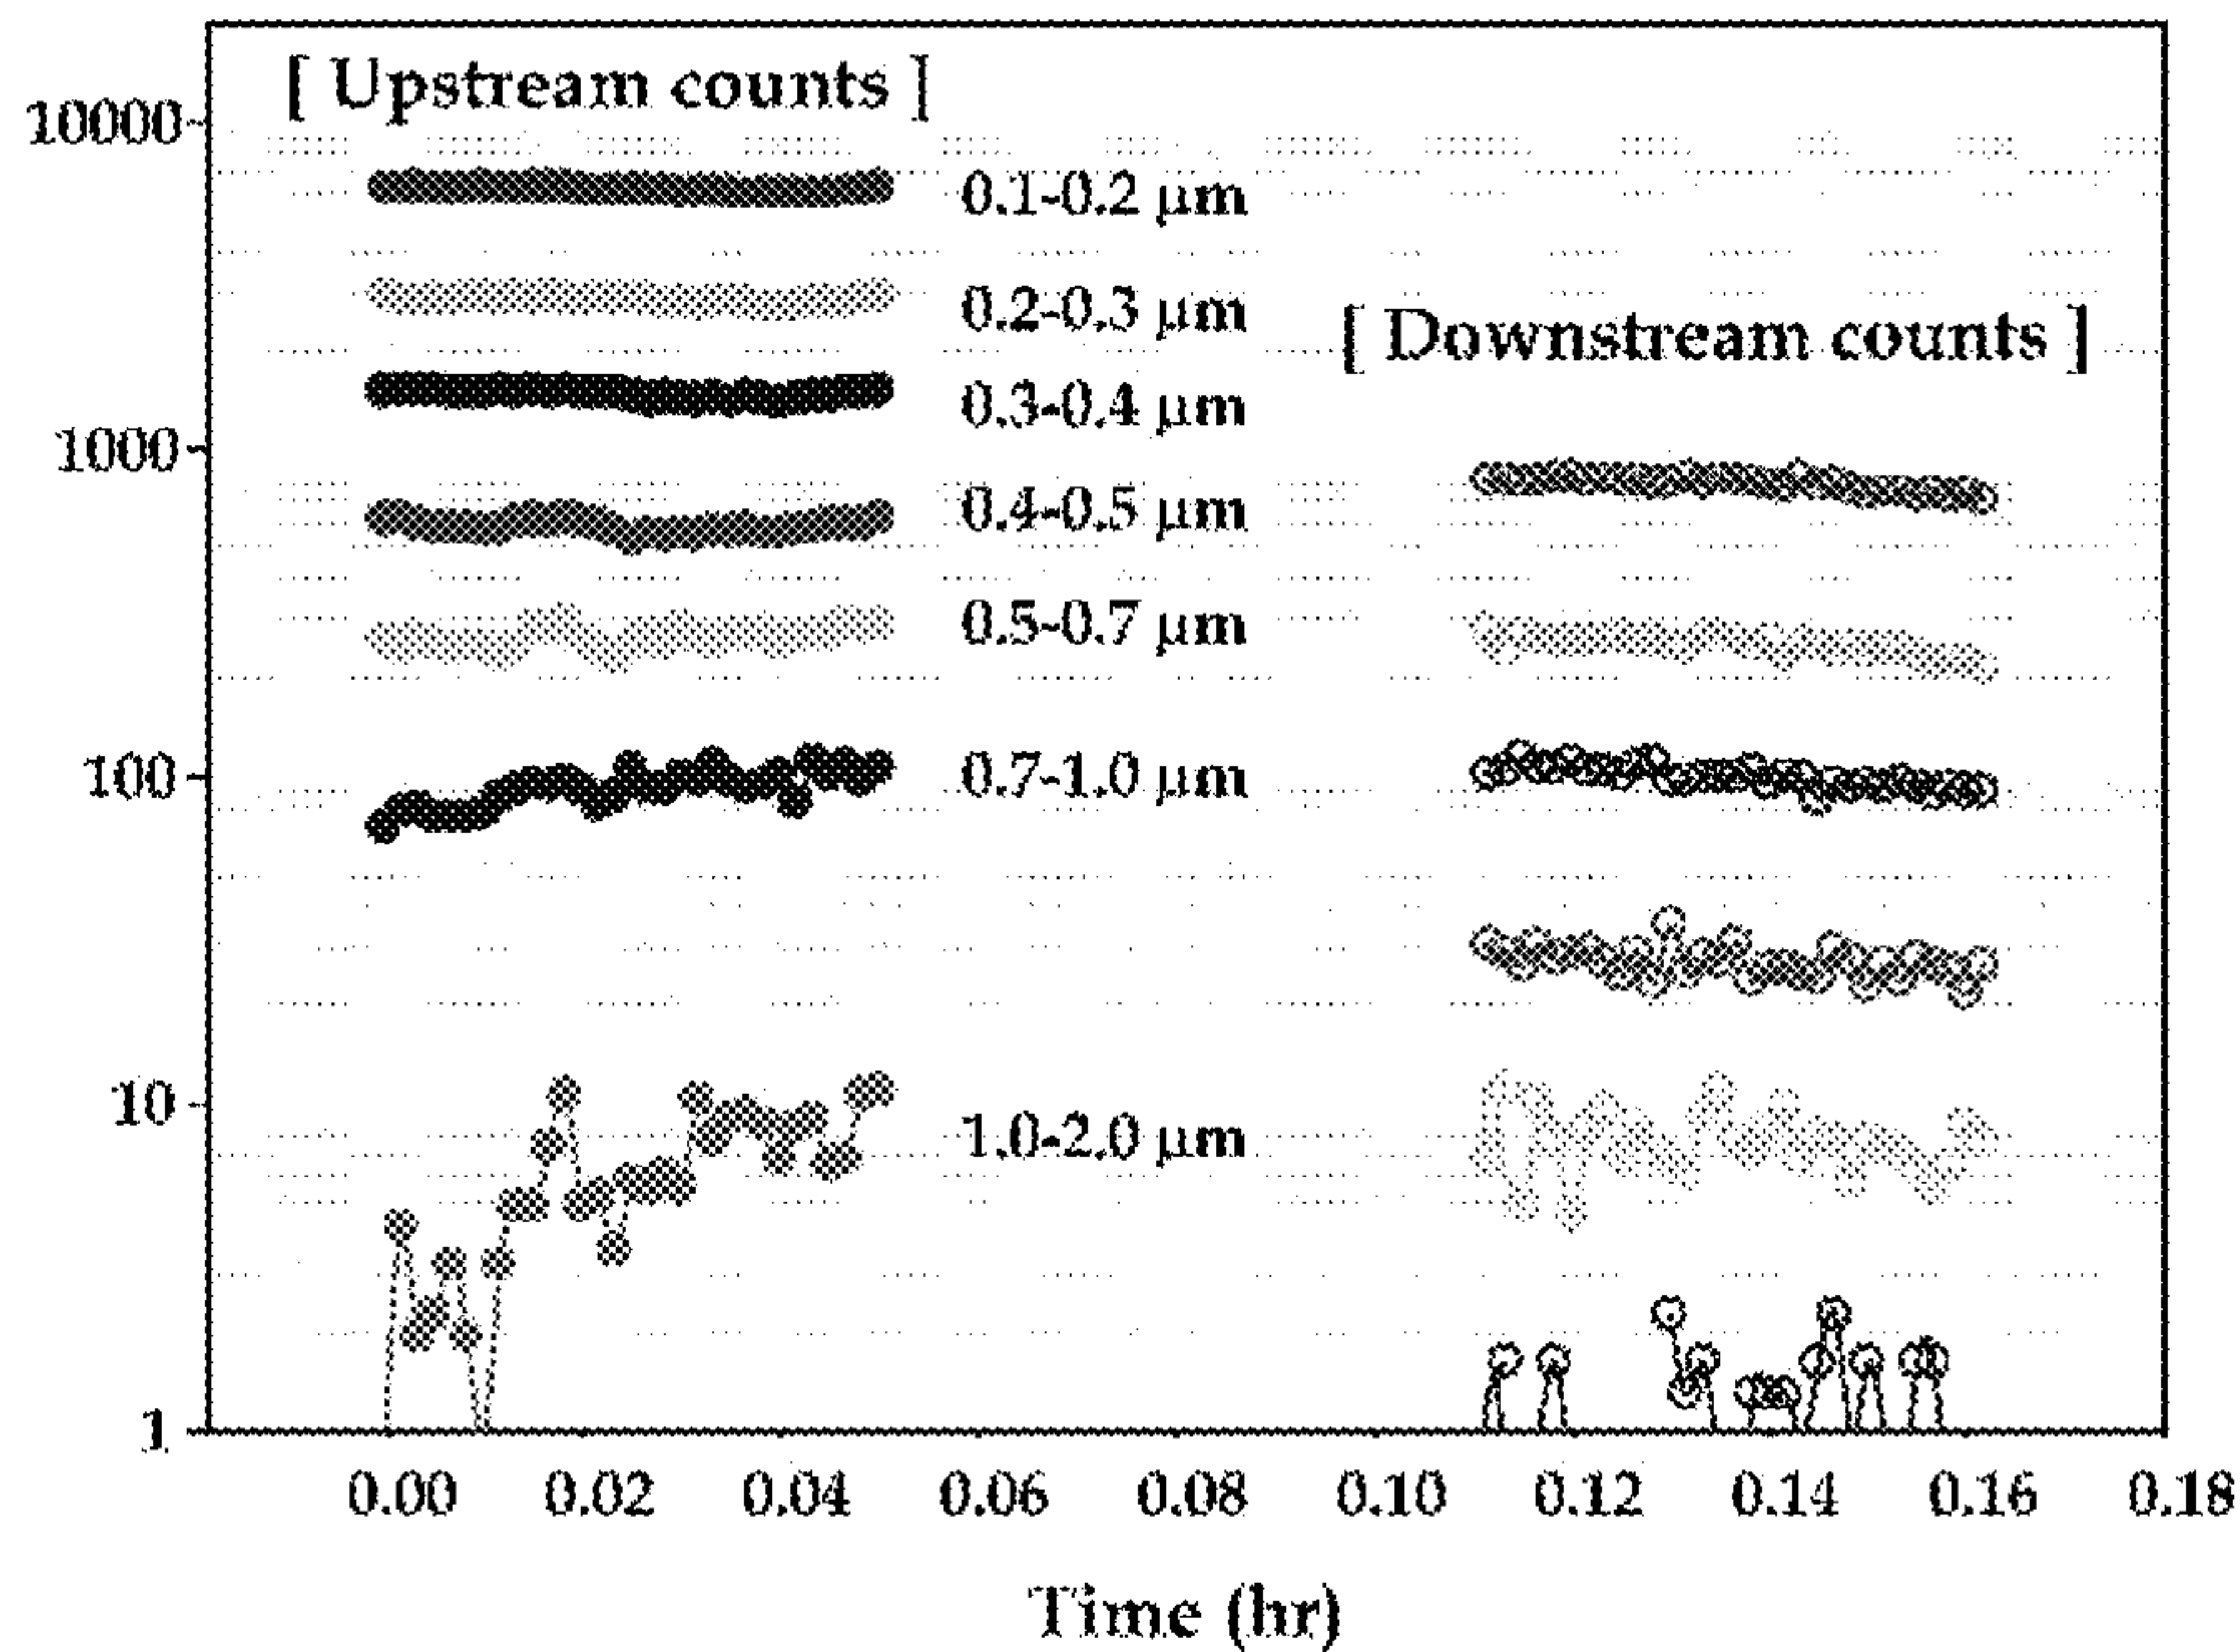 [ Upstream counts ]
10000
0.1-0.2 µm
0.2-0.3 µm
[ Downstream counts ]
0.3-0.4 µm
1000
0.4-0.5 µm
0.5-0.7 µm
100
0.7-1.0 µm
10
1.0-2.0 µm
1
0.00 0.02 0.04 0.06 0.08 0.10 0.12 0.14 0.16 0.18
Time (hr)